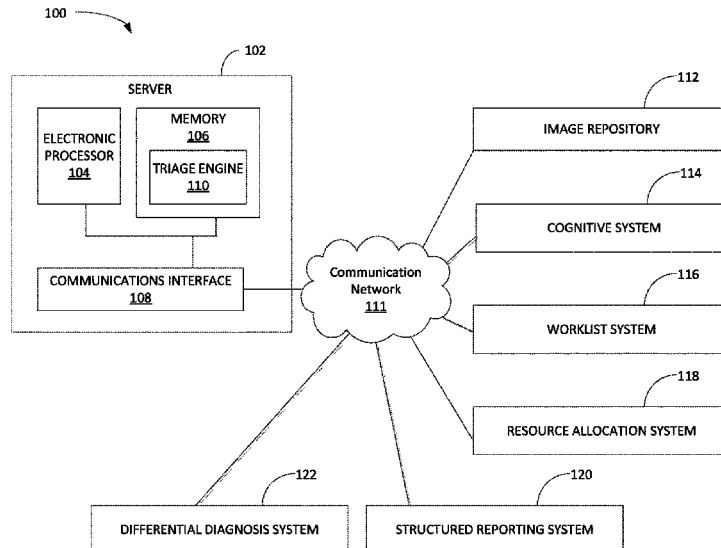 100
102
SERVER
ELECTRONIC
PROCESSOR
104
MEMORY
106
TRIAGE ENGINE
110
COMMUNICATIONS INTERFACE
108
Communication
Network
111
112
IMAGE REPOSITORY
114
COGNITIVE SYSTEM
116
WORKLIST SYSTEM
118
RESOURCE ALLOCATION SYSTEM
122
DIFFERENTIAL DIAGNOSIS SYSTEM
120
STRUCTURED REPORTING SYSTEM